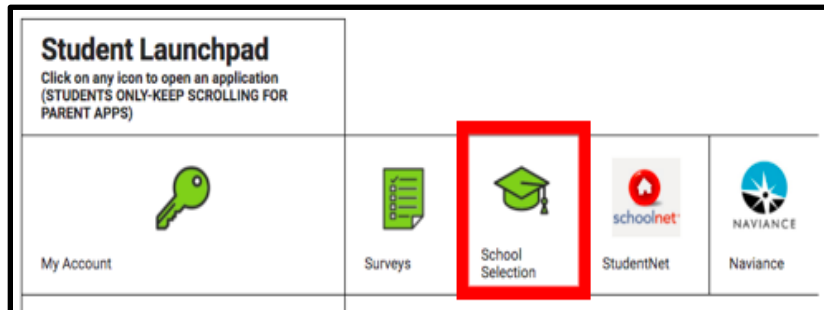 Student Launchpad
Click on any icon to open an application
(STUDENTS ONLY-KEEP SCROLLING FOR
PARENT APPS)
schoolnet
NAVIANCE
My Account
Surveys
School
Selection
StudentNet
Naviance